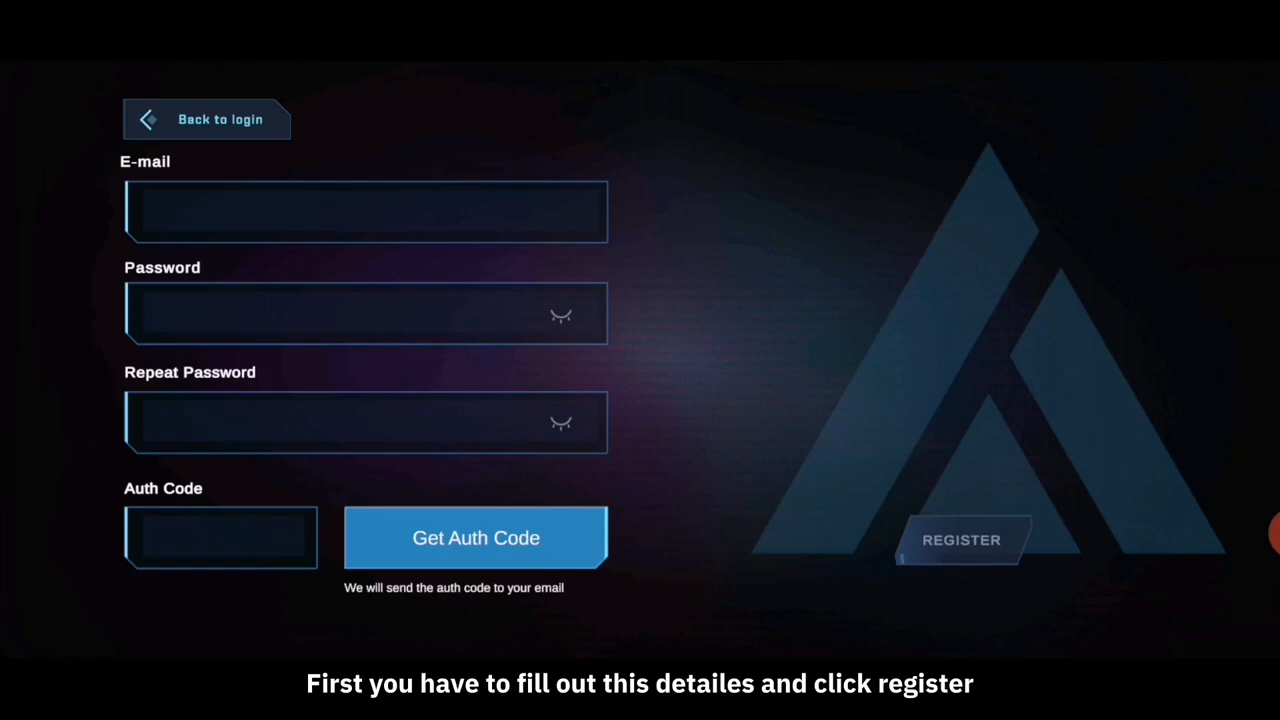 Back to login
E-mail
Password
Repeat Password
Auth Code
Get Auth Code
REGISTER
We will send the auth code to your email
First you have to fill out this detailes and click register